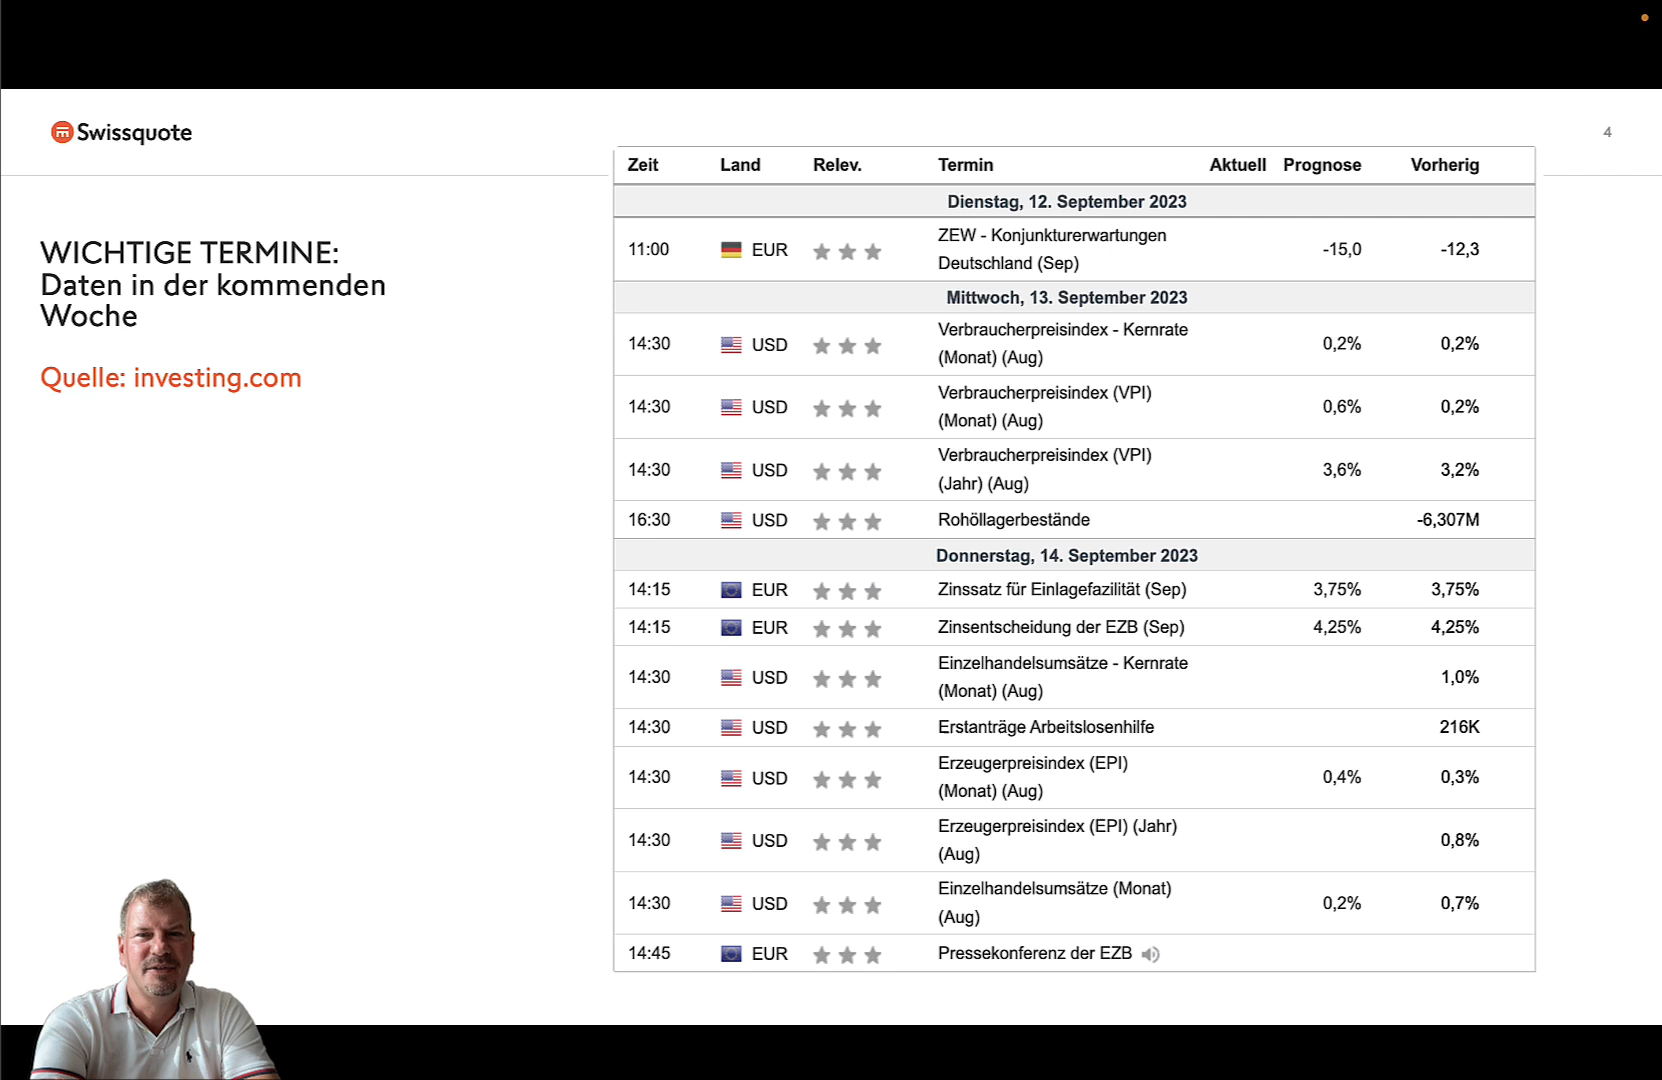 Swissquote
4
WICHTIGE TERMINE:
Daten in der kommenden
Woche
Quelle: investing.com
Zeit Land Relev. Termin Aktuell Prognose Vorherig
Dienstag, 12. September 2023
11:00 EUR ZEW - Konjunkturerwartungen -15,0 -12,3
Deutschland (Sep)
Mittwoch, 13. September 2023
14:30 USD Verbraucherpreisindex - Kernrate 0,2% 0,2%
(Monat) (Aug)
14:30 USD Verbraucherpreisindex (VPI) 0,6% 0,2%
(Monat) (Aug)
14:30 USD Verbraucherpreisindex (VPI) 3,6% 3,2%
(Jahr) (Aug)
16:30 USD Rohöllagerbestände -6,307M
Donnerstag, 14. September 2023
14:15 EUR Zinssatz für Einlagefazilität (Sep) 3,75% 3,75%
14:15 EUR Zinsentscheidung der EZB (Sep) 4,25% 4,25%
14:30 USD Einzelhandelsumsätze - Kernrate 1,0%
(Monat) (Aug)
14:30 USD Erstanträge Arbeitslosenhilfe 216K
14:30 USD Erzeugerpreisindex (EPI) 0,4% 0,3%
(Monat) (Aug)
14:30 USD Erzeugerpreisindex (EPI) (Jahr) 0,8%
(Aug)
14:30 USD Einzelhandelsumsätze (Monat) 0,2% 0,7%
(Aug)
14:45 EUR Pressekonferenz der EZB